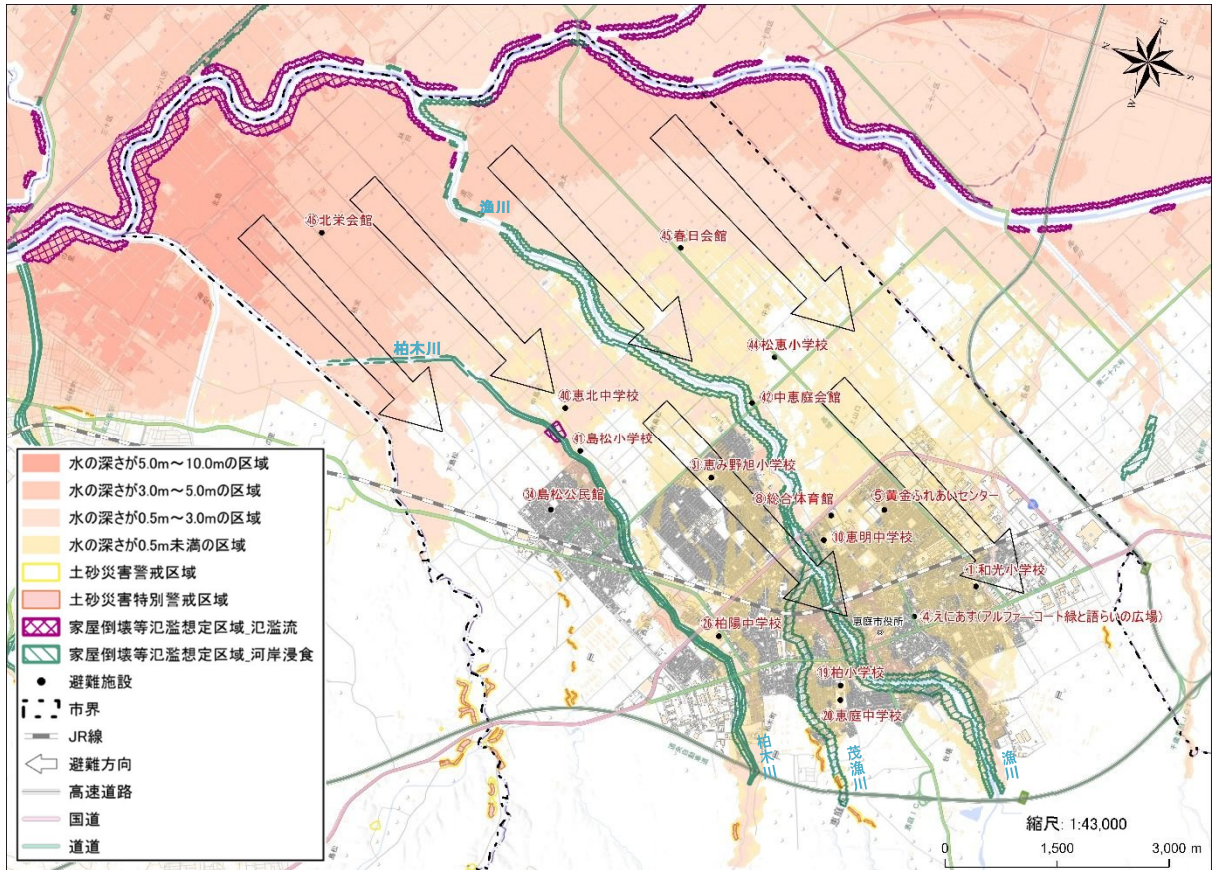 N
E
S
W
漁川
㊻北栄会館
㊺春日会館
柏木川
㊹松恵小学校
㊵恵北中学校
㊷中恵庭会館
㊶島松小学校
㉛恵み野旭小学校
㉞島松公民館
⑧総合体育館
⑤黄金ふれあいセンター
⑩恵明中学校
①和光小学校
④えにあす(アルファーコート緑と語らいの広場)
恵庭市役所
㉖柏陽中学校
⑲柏小学校
⑳恵庭中学校
柏木川
茂漁川
漁川
水の深さが5.0m～10.0mの区域
水の深さが3.0m～5.0mの区域
水の深さが0.5m～3.0mの区域
水の深さが0.5m未満の区域
土砂災害警戒区域
土砂災害特別警戒区域
家屋倒壊等氾濫想定区域_氾濫流
家屋倒壊等氾濫想定区域_河岸浸食
避難施設
市界
JR線
避難方向
高速道路
国道
道道
縮尺: 1:43,000
0 1,500 3,000 m